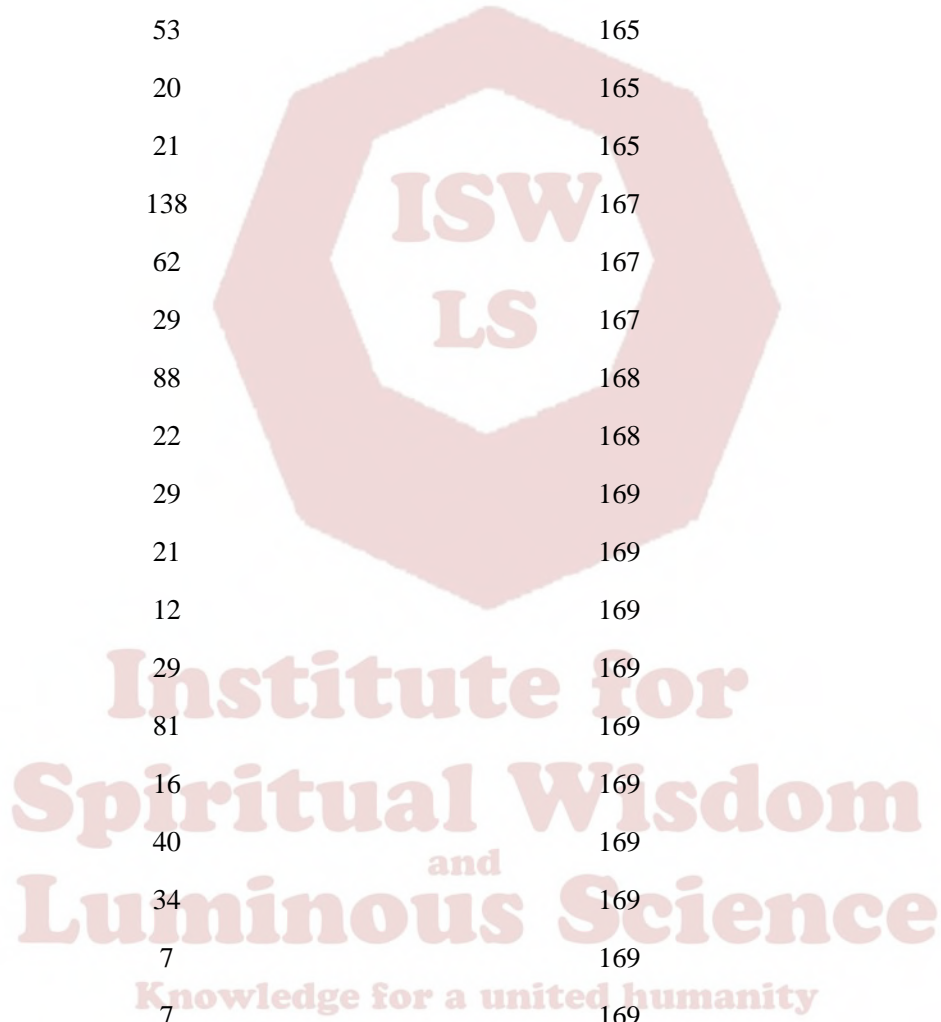 53 165
20 165
21 165
138 167
62 167
29 167
88 168
22 168
29 169
21 169
12 169
29 169
81 169
16 169
40 169
34 169
7 169
7 169
ISW
LS
Institute for
Spiritual Wisdom
and
Luminous Science
Knowledge for a united humanity